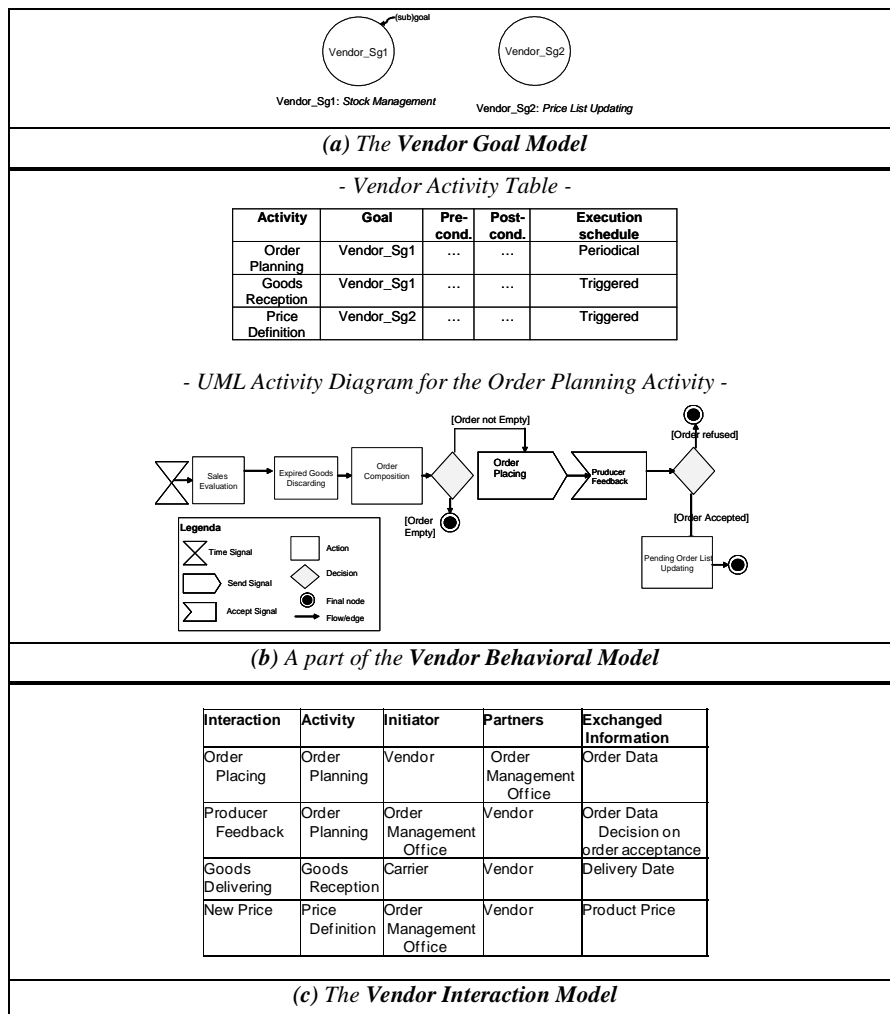 (sub)goal
Vendor_Sg1
Vendor_Sg2
Vendor_Sg1: Stock Management
Vendor_Sg2: Price List Updating
(a) The Vendor Goal Model
- Vendor Activity Table -
Activity Goal Pre-cond. Post-cond. Execution schedule
Order Planning Vendor_Sg1 ... ... Periodical
Goods Reception Vendor_Sg1 ... ... Triggered
Price Definition Vendor_Sg2 ... ... Triggered
- UML Activity Diagram for the Order Planning Activity -
[Order not Empty]
[Order refused]
Sales Evaluation
Expired Goods Discarding
Order Composition
Order Placing
Prucuer Feedback
[Order Empty]
[Order Accepted]
Pending Order List Updating
Legenda
Time Signal
Action
Send Signal
Decision
Accept Signal
Final node
Flow/edge
(b) A part of the Vendor Behavioral Model
Interaction Activity Initiator Partners Exchanged Information
Order Placing Order Planning Vendor Order Management Office Order Data
Producer Feedback Order Planning Order Management Office Vendor Order Data Decision on order acceptance
Goods Delivering Goods Reception Carrier Vendor Delivery Date
New Price Price Definition Order Management Office Vendor Product Price
(c) The Vendor Interaction Model